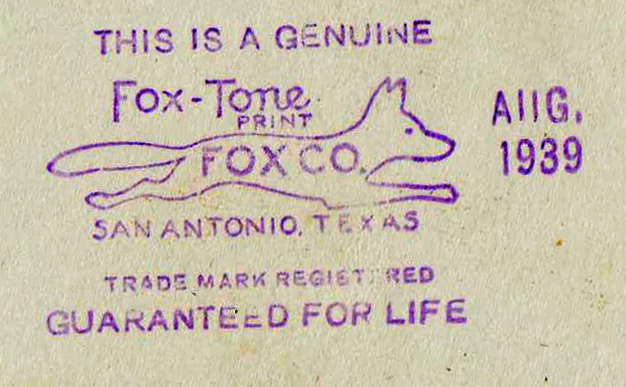 THIS IS A GENUINE
Fox-Tone
PRINT
FOX CO.
SAN ANTONIO, TEXAS
TRADE MARK REGISTERED
GUARANTEED FOR LIFE
AUG.
1939